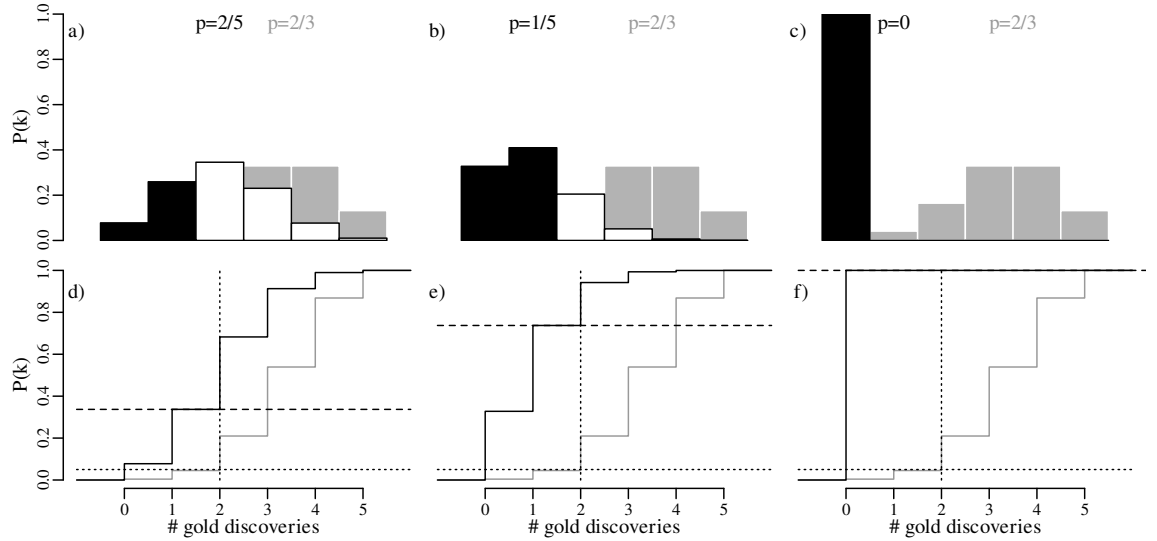 a) p=2/5 p=2/3
b) p=1/5 p=2/3
c) p=0 p=2/3
P(k)
0.0 0.2 0.4 0.6 0.8 1.0
d)
e)
f)
P(k)
0.0 0.2 0.4 0.6 0.8 1.0
0 1 2 3 4 5
# gold discoveries
0 1 2 3 4 5
# gold discoveries
0 1 2 3 4 5
# gold discoveries